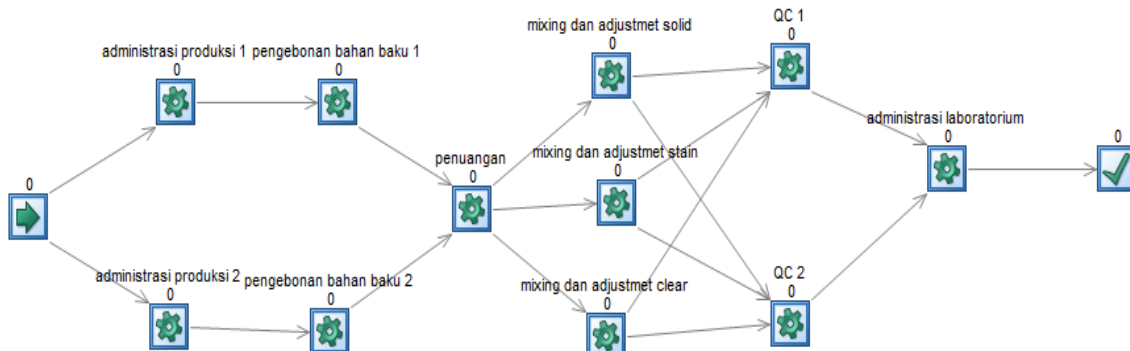 administrasi produksi 1
0
pengebonan bahan baku 1
0
mixing dan adjustmet solid
0
QC 1
0
administrasi laboratorium
0
0
0
penuangan
0
mixing dan adjustmet stain
0
administrasi produksi 2
0
pengebonan bahan baku 2
0
mixing dan adjustmet clear
0
QC 2
0